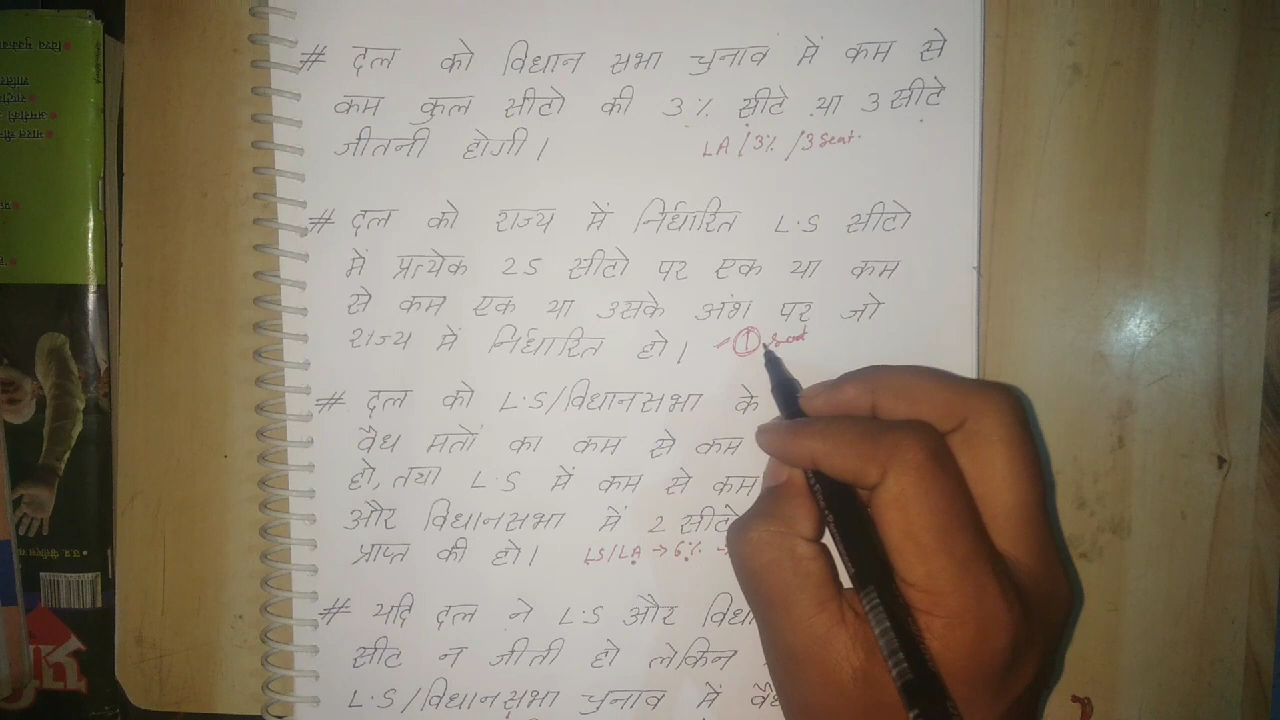 # दल को विधान सभा चुनाव में कम से
कम कुल सीटो की 3% सीटे या 3 सीटे
जीतनी होगी।
LA / 3% / 3 Seat.
# दल को राज्य में निर्धारित L.S सीटो
में प्रत्येक 25 सीटो पर एक या कम
से कम एक या उसके अंश पर जो
राज्य में निर्धारित हो।
- 1 seat
# दल को L.S/विधानसभा के
वैध मतों का कम से कम
हो, तथा L.S में कम से कम
और विधानसभा में 2 सीटे
प्राप्त की हो।
LS/LA → 6% →
# यदि दल ने L.S और
सीट न जीती हो लेकिन
L.S/विधानसभा चुनाव में